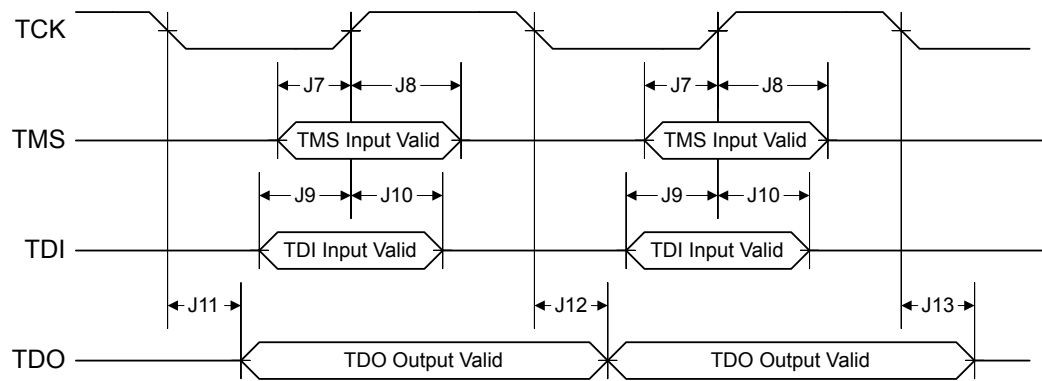 TCK
J7 J8 J7 J8
TMS TMS Input Valid TMS Input Valid
J9 J10 J9 J10
TDI TDI Input Valid TDI Input Valid
J11 J12 J13
TDO TDO Output Valid TDO Output Valid